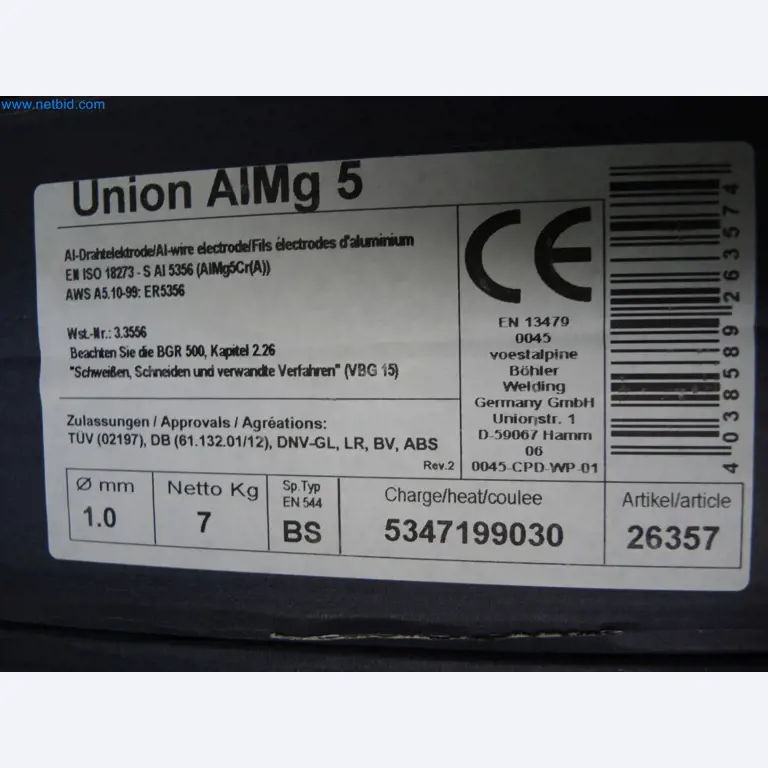 www.netbid.com
Union AlMg 5
Al-Drahtelektrode/Al-wire electrode/Fils électrodes d'aluminium
EN ISO 18273 - S Al 5356 (AlMg5Cr(A))
AWS A5.10-99: ER5356
Wst.-Nr.: 3.3556
Beachten Sie die BGR 500, Kapitel 2.26
"Schweißen, Schneiden und verwandte Verfahren" (VBG 15)
Zulassungen / Approvals / Agréations:
TÜV (02197), DB (61.132.01/12), DNV-GL, LR, BV, ABS
Rev.2
CE
EN 13479
0045
voestalpine
Böhler
Welding
Germany GmbH
Unionstr. 1
D-59067 Hamm
06
0045-CPD-WP-01
4 038589 263574
Ø mm
1.0
Netto Kg
7
Sp.Typ
EN 544
BS
Charge/heat/coulee
5347199030
Artikel/article
26357